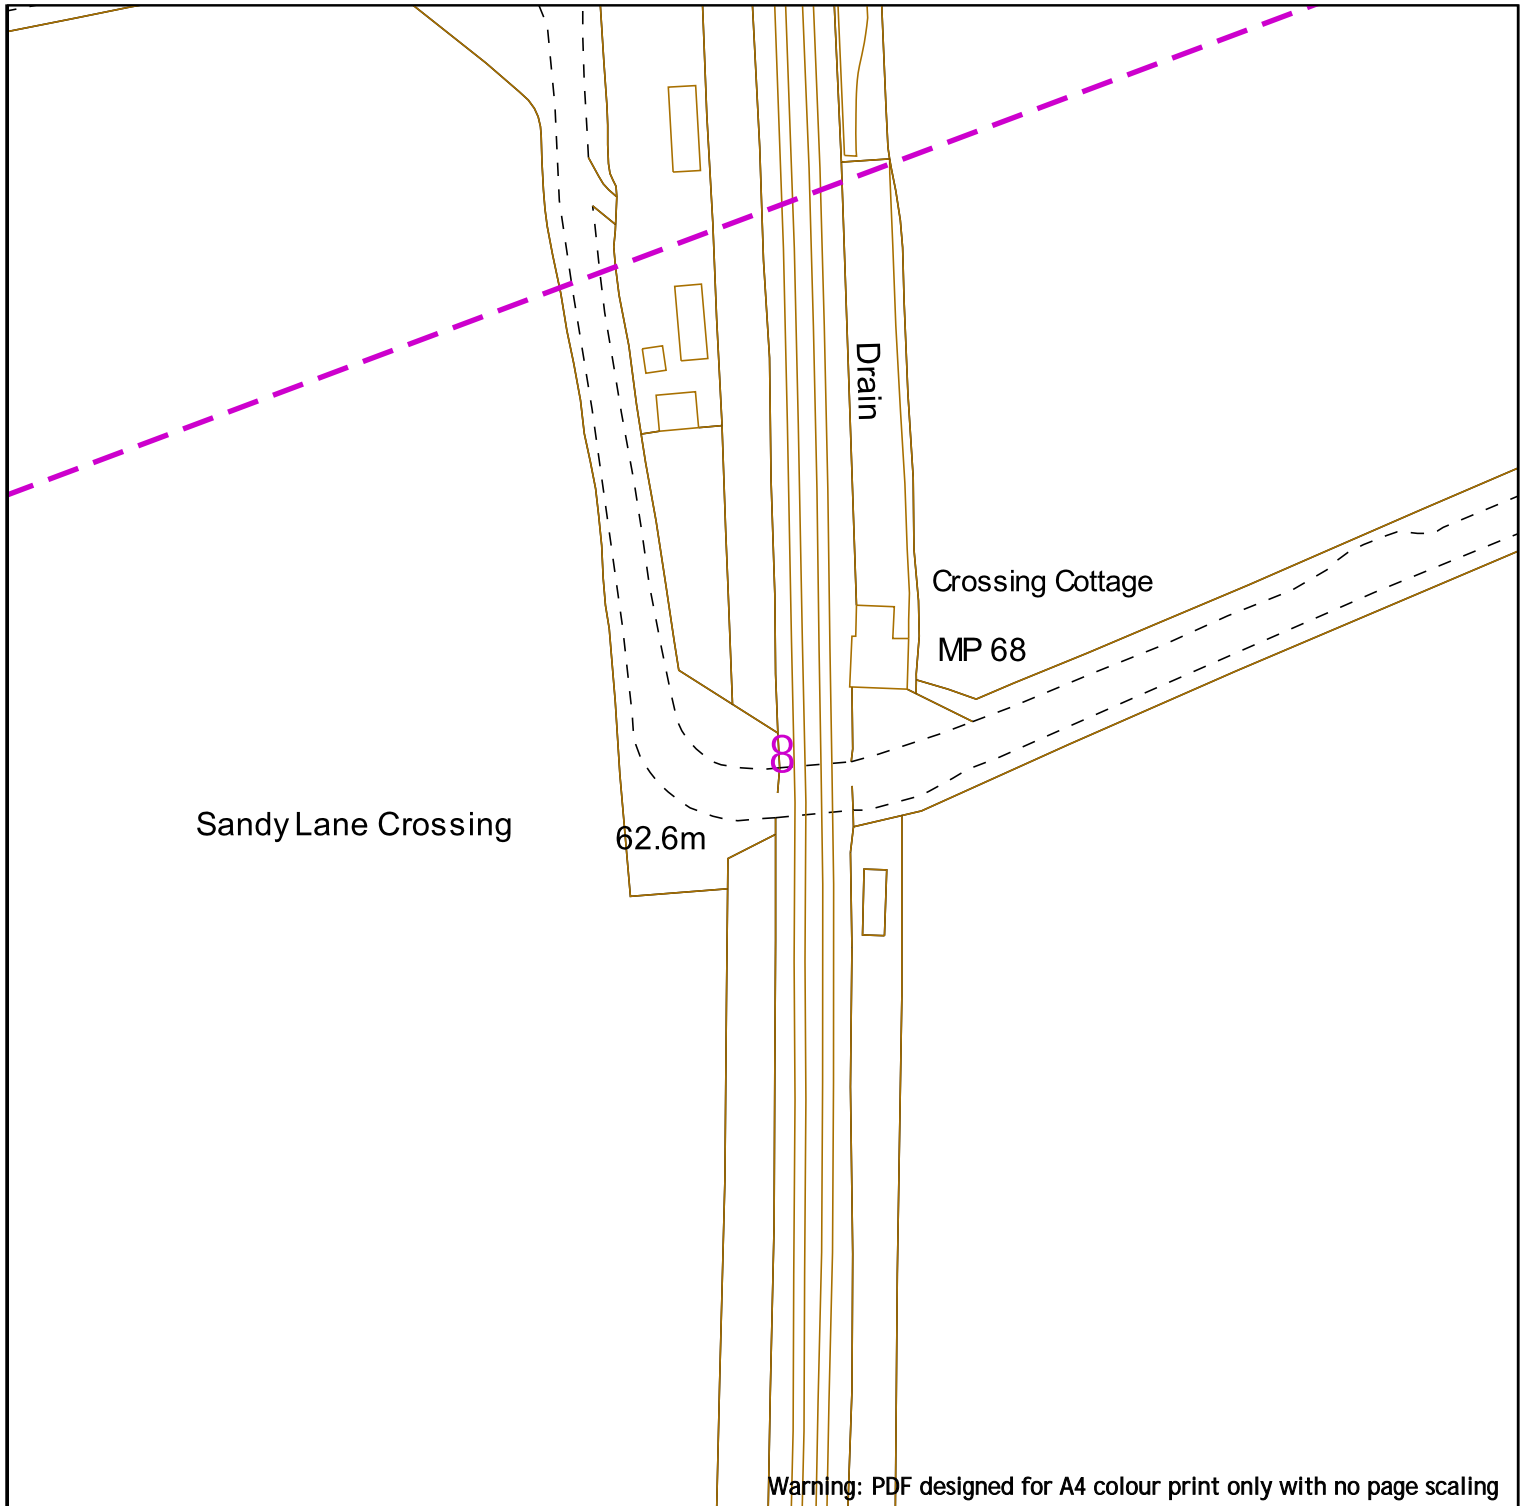 Drain
Crossing Cottage
MP 68
Sandy Lane Crossing
62.6m
Warning: PDF designed for A4 colour print only with no page scaling